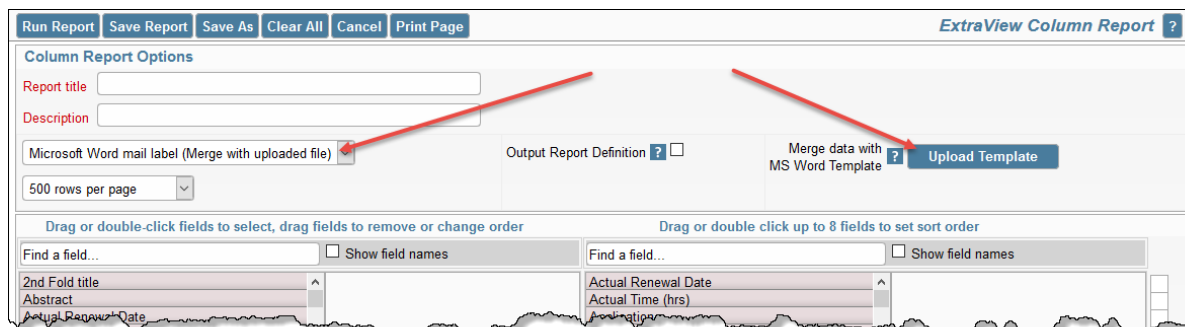 Run Report Save Report Save As Clear All Cancel Print Page ExtraView Column Report ?
Column Report Options
Report title
Description
Microsoft Word mail label (Merge with uploaded file)
Output Report Definition ?
Merge data with
MS Word Template ?
Upload Template
500 rows per page
Drag or double-click fields to select, drag fields to remove or change order
Drag or double click up to 8 fields to set sort order
Find a field... Show field names
Find a field... Show field names
2nd Fold title
Abstract
Actual Renewal Date
Actual Renewal Date
Actual Time (hrs)
Application